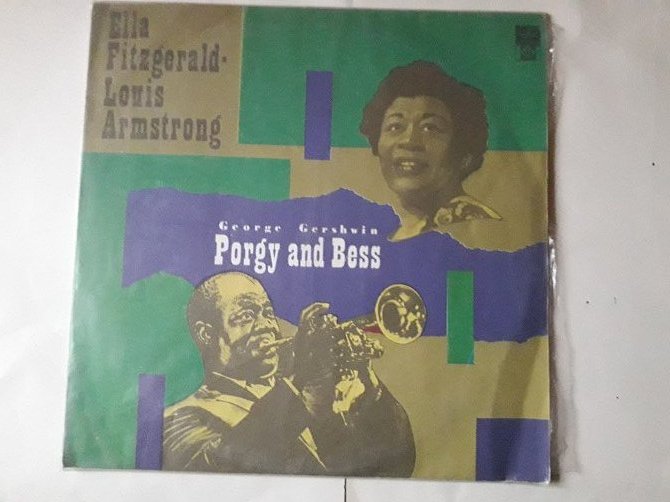 Ella
Fitzgerald-
Louis
Armstrong
George Gershwin
Porgy and Bess